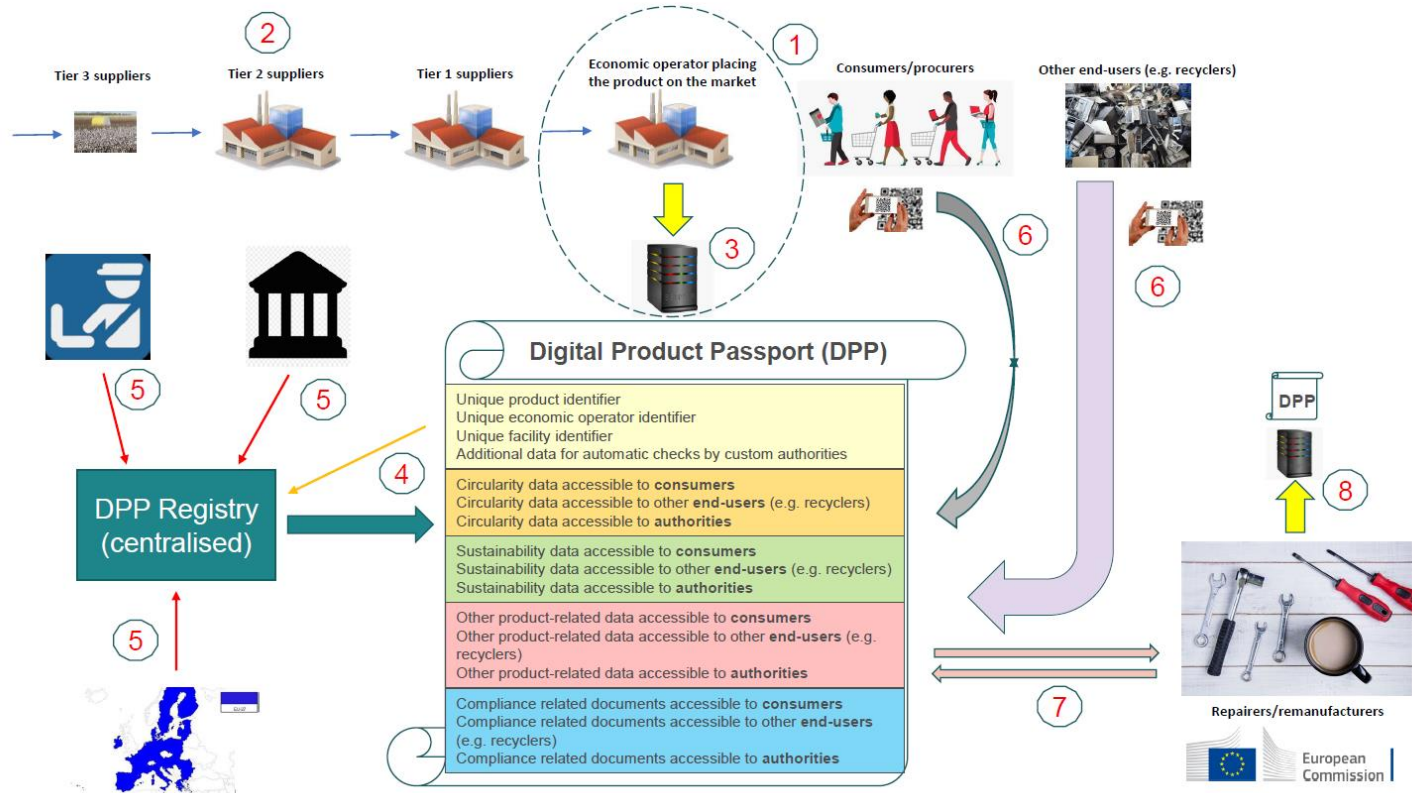 2
1
Tier 3 suppliers
Tier 2 suppliers
Tier 1 suppliers
Economic operator placing
the product on the market
Consumers/procurers
Other end-users (e.g. recyclers)
3
6
6
5
5
Digital Product Passport (DPP)
Unique product identifier
Unique economic operator identifier
Unique facility identifier
Additional data for automatic checks by custom authorities
Circularity data accessible to consumers
Circularity data accessible to other end-users (e.g. recyclers)
Circularity data accessible to authorities
Sustainability data accessible to consumers
Sustainability data accessible to other end-users (e.g. recyclers)
Sustainability data accessible to authorities
Other product-related data accessible to consumers
Other product-related data accessible to other end-users (e.g.
recyclers)
Other product-related data accessible to authorities
Compliance related documents accessible to consumers
Compliance related documents accessible to other end-users
(e.g. recyclers)
Compliance related documents accessible to authorities
4
DPP Registry
(centralised)
5
DPP
8
7
Repairers/remanufacturers
European
Commission